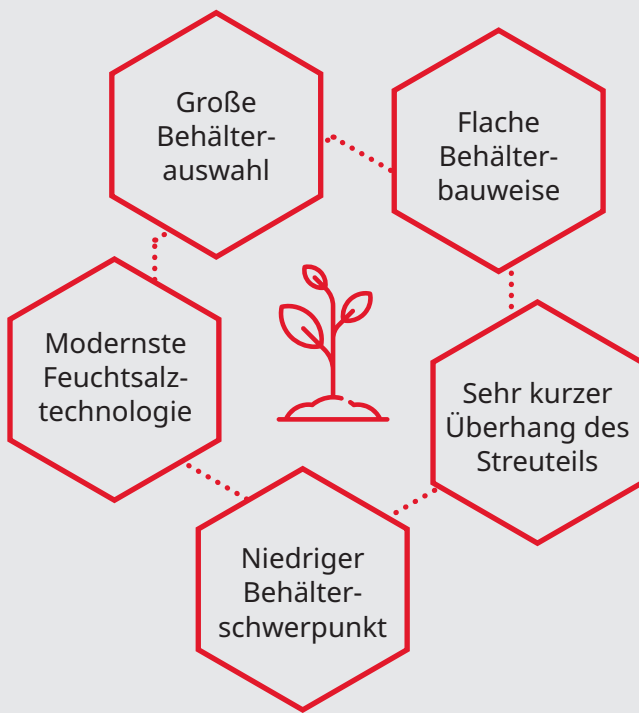 Große
Behälter-
auswahl
Flache
Behälter-
bauweise
Modernste
Feuchtsalz-
technologie
Sehr kurzer
Überhang des
Streuteils
Niedriger
Behälter-
schwerpunkt